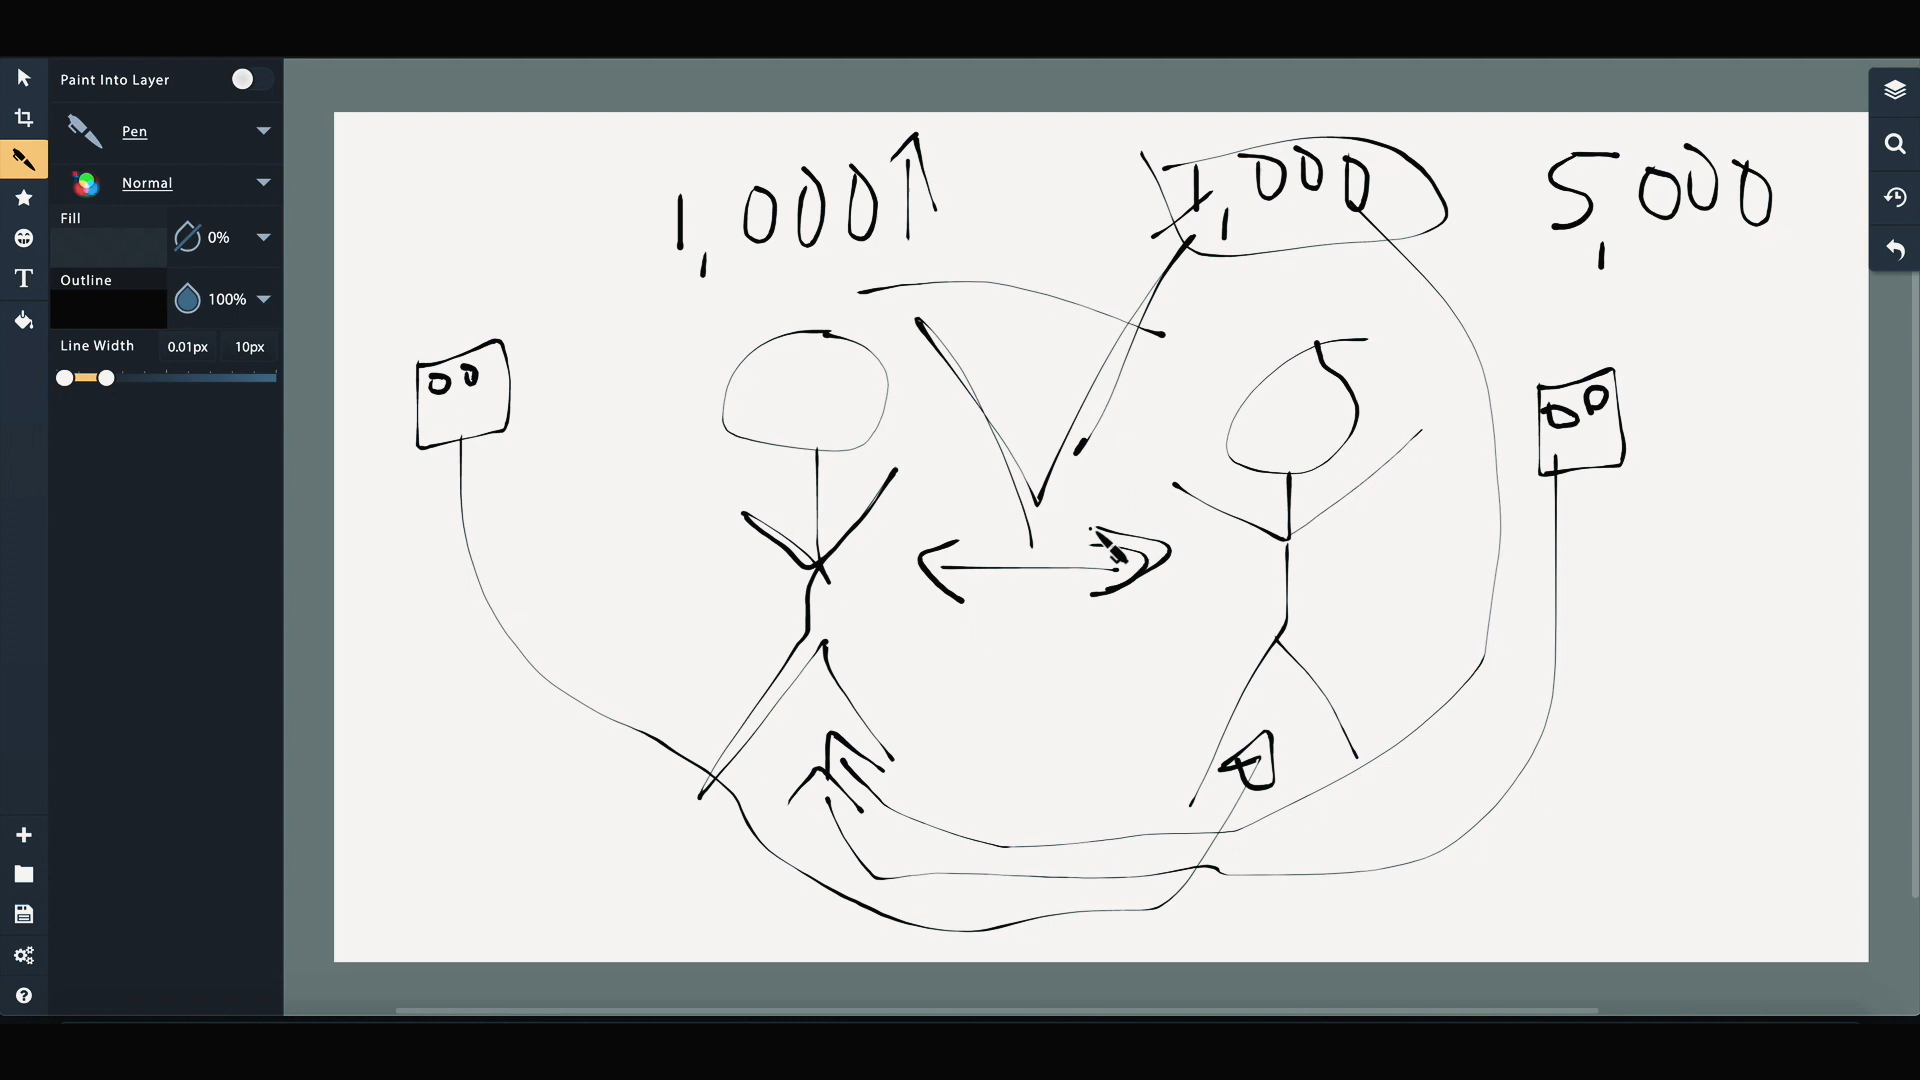 Paint Into Layer
Pen
Normal
Fill
0%
Outline
100%
Line Width 0.01px 10px
T
?
1,000
1,000
5,000